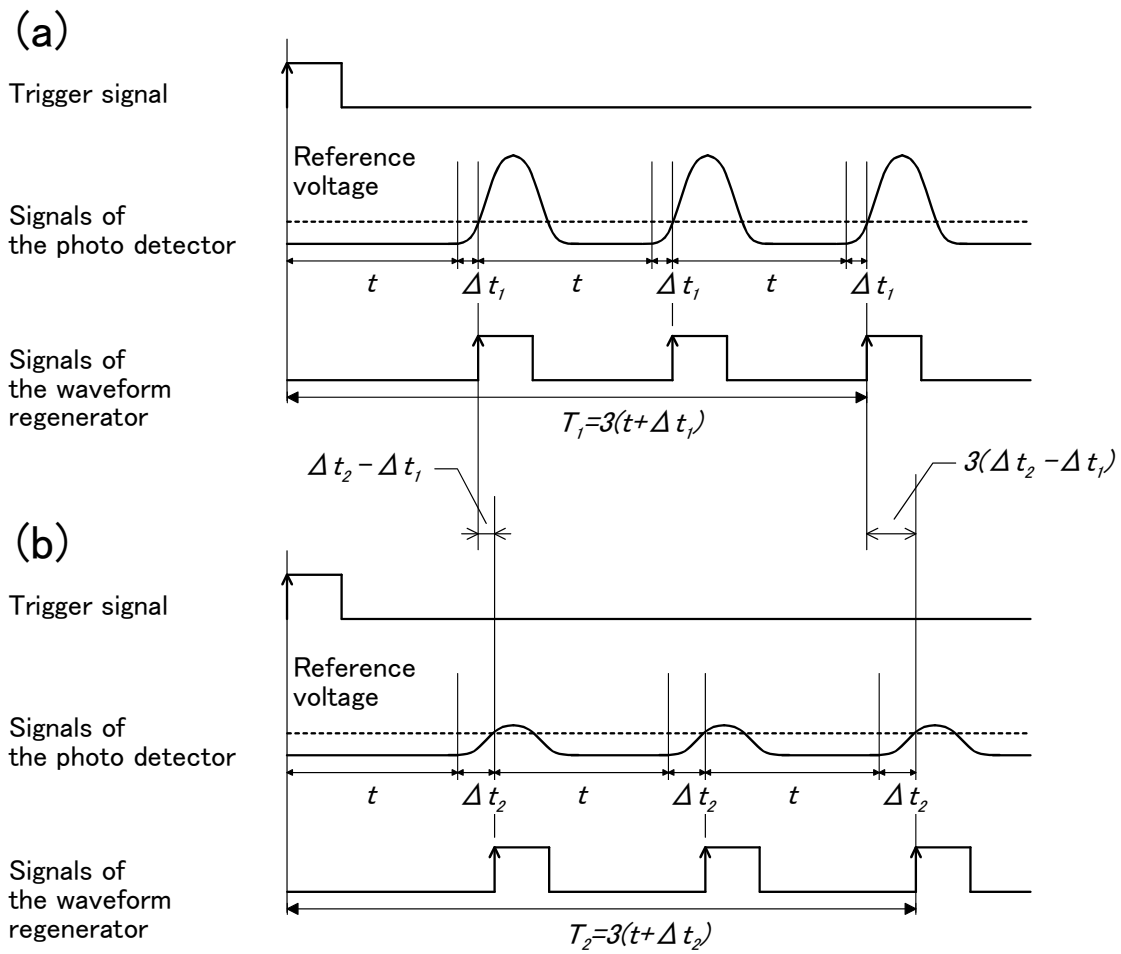 (a)
Trigger signal
Reference
voltage
Signals of
the photo detector
t Δt₁ t Δt₁ t Δt₁
Signals of
the waveform
regenerator
T₁=3(t+Δt₁)
Δt₂−Δt₁ 3(Δt₂−Δt₁)
(b)
Trigger signal
Reference
voltage
Signals of
the photo detector
t Δt₂ t Δt₂ t Δt₂
Signals of
the waveform
regenerator
T₂=3(t+Δt₂)